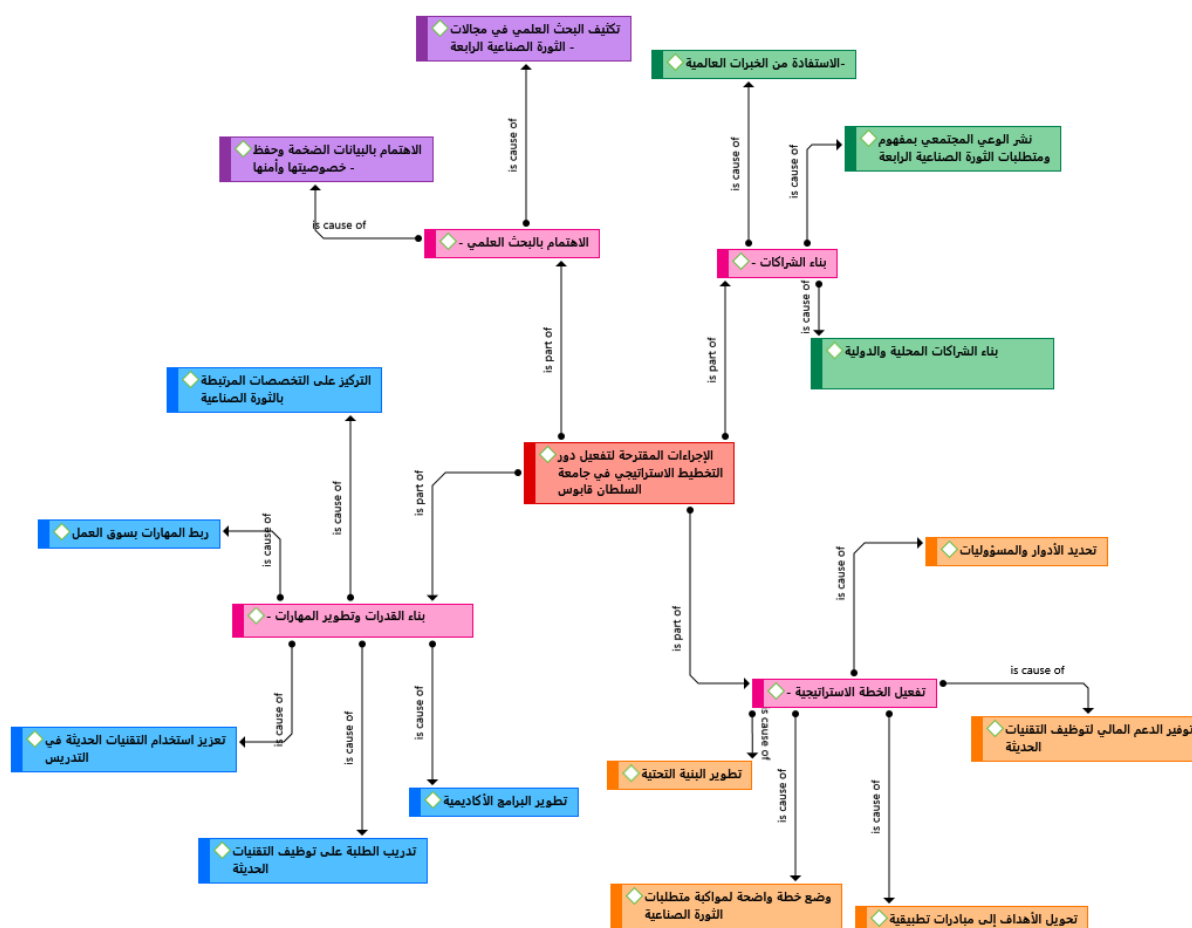 تكثيف البحث العلمي في مجالات
الثورة الصناعية الرابعة -
الاستفادة من الخبرات العالمية-
is cause of
is cause of
نشر الوعي المجتمعي بمفهوم
ومتطلبات الثورة الصناعية الرابعة
is cause of
الاهتمام بالبيانات الضخمة وحفظ
خصوصيتها وأمنها -
is cause of
الاهتمام بالبحث العلمي -
بناء الشراكات -
is cause of
بناء الشراكات المحلية والدولية
is part of
is part of
التركيز على التخصصات المرتبطة
بالثورة الصناعية
الإجراءات المقترحة لتفعيل دور
التخطيط الاستراتيجي في جامعة
السلطان قابوس
is part of
is cause of
ربط المهارات بسوق العمل
is cause of
تحديد الأدوار والمسؤوليات
is cause of
بناء القدرات وتطوير المهارات -
is part of
is cause of
تفعيل الخطة الاستراتيجية -
is cause of
is cause of
is cause of
is cause of
تعزيز استخدام التقنيات الحديثة في
التدريس
توفير الدعم المالي لتوظيف التقنيات
الحديثة
تطوير البنية التحتية
تطوير البرامج الأكاديمية
is cause of
is cause of
تدريب الطلبة على توظيف التقنيات
الحديثة
وضع خطة واضحة لمواكبة متطلبات
الثورة الصناعية
تحويل الأهداف إلى مبادرات تطبيقية